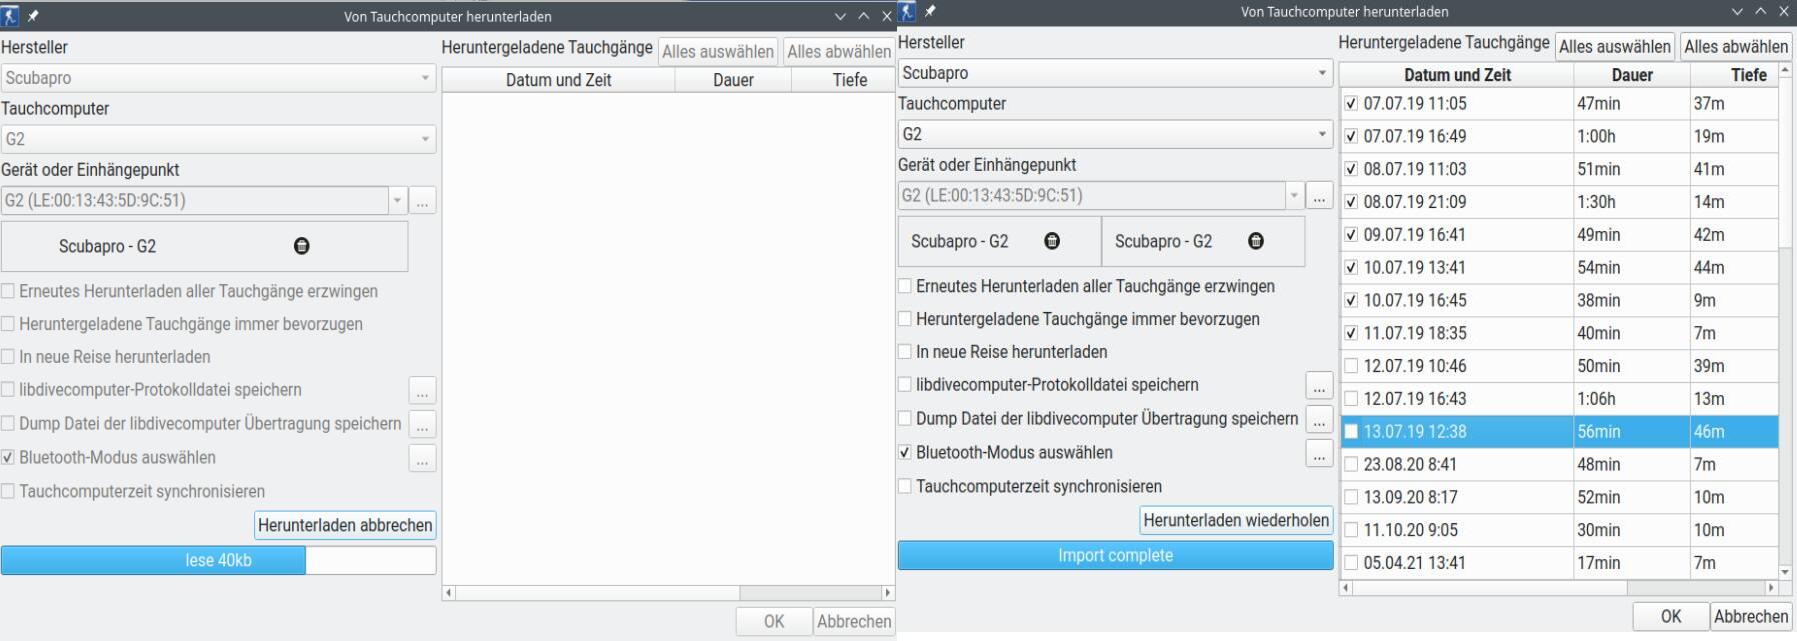 Von Tauchcomputer herunterladen
Hersteller
Scubapro
Tauchcomputer
G2
Gerät oder Einhängepunkt
G2 (LE:00:13:43:5D:9C:51)
...
Scubapro - G2
Erneutes Herunterladen aller Tauchgänge erzwingen
Heruntergeladene Tauchgänge immer bevorzugen
In neue Reise herunterladen
libdivecomputer-Protokolldatei speichern
...
Dump Datei der libdivecomputer Übertragung speichern
...
Bluetooth-Modus auswählen
...
Tauchcomputerzeit synchronisieren
Herunterladen abbrechen
lese 40kb
Heruntergeladene Tauchgänge Alles auswählen Alles abwählen
Datum und Zeit Dauer Tiefe
OK Abbrechen
Von Tauchcomputer herunterladen
Hersteller
Scubapro
Tauchcomputer
G2
Gerät oder Einhängepunkt
G2 (LE:00:13:43:5D:9C:51)
...
Scubapro - G2 Scubapro - G2
Erneutes Herunterladen aller Tauchgänge erzwingen
Heruntergeladene Tauchgänge immer bevorzugen
In neue Reise herunterladen
libdivecomputer-Protokolldatei speichern
...
Dump Datei der libdivecomputer Übertragung speichern
...
Bluetooth-Modus auswählen
...
Tauchcomputerzeit synchronisieren
Herunterladen wiederholen
Import complete
Heruntergeladene Tauchgänge Alles auswählen Alles abwählen
Datum und Zeit Dauer Tiefe
07.07.19 11:05 47min 37m
07.07.19 16:49 1:00h 19m
08.07.19 11:03 51min 41m
08.07.19 21:09 1:30h 14m
09.07.19 16:41 49min 42m
10.07.19 13:41 54min 44m
10.07.19 16:45 38min 9m
11.07.19 18:35 40min 7m
12.07.19 10:46 50min 39m
12.07.19 16:43 1:06h 13m
13.07.19 12:38 56min 46m
23.08.20 8:41 48min 7m
13.09.20 8:17 52min 10m
11.10.20 9:05 30min 10m
05.04.21 13:41 17min 7m
OK Abbrechen